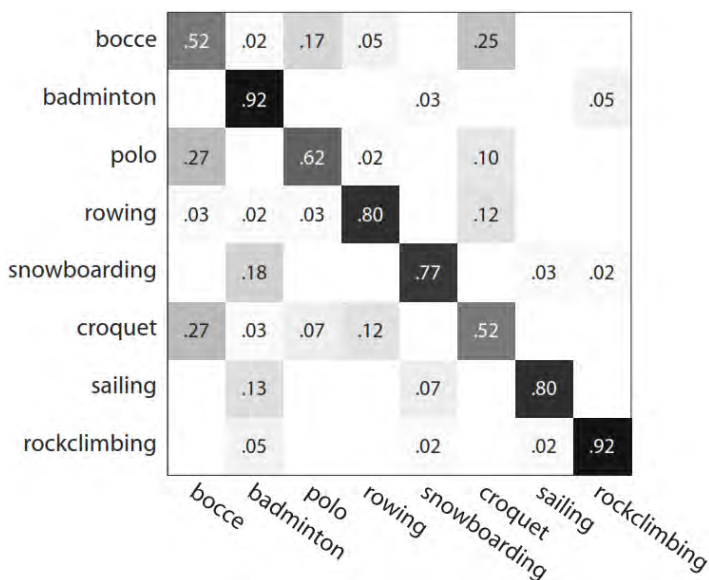 bocce .52 .02 .17 .05 .25
badminton .92 .03 .05
polo .27 .62 .02 .10
rowing .03 .02 .03 .80 .12
snowboarding .18 .77 .03 .02
croquet .27 .03 .07 .12 .52
sailing .13 .07 .80
rockclimbing .05 .02 .02 .92
bocce badminton polo rowing snowboarding croquet sailing rockclimbing